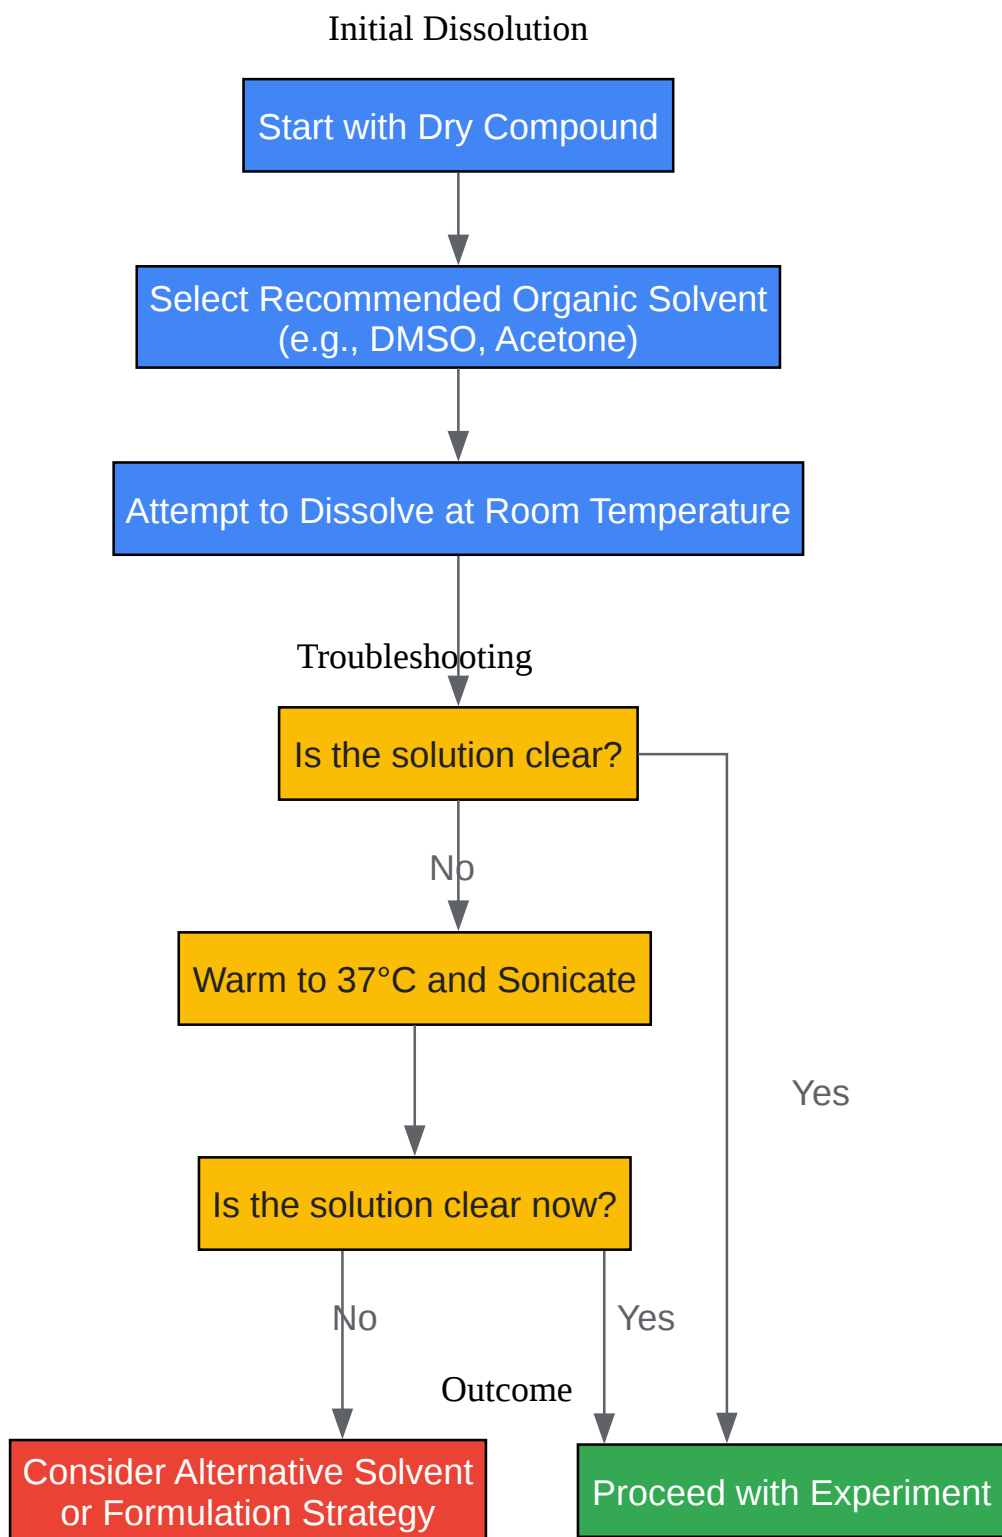 Initial Dissolution
Start with Dry Compound
Select Recommended Organic Solvent
(e.g., DMSO, Acetone)
Attempt to Dissolve at Room Temperature
Troubleshooting
Is the solution clear?
No
Warm to 37°C and Sonicate
Yes
Is the solution clear now?
No
Yes
Outcome
Consider Alternative Solvent
or Formulation Strategy
Proceed with Experiment